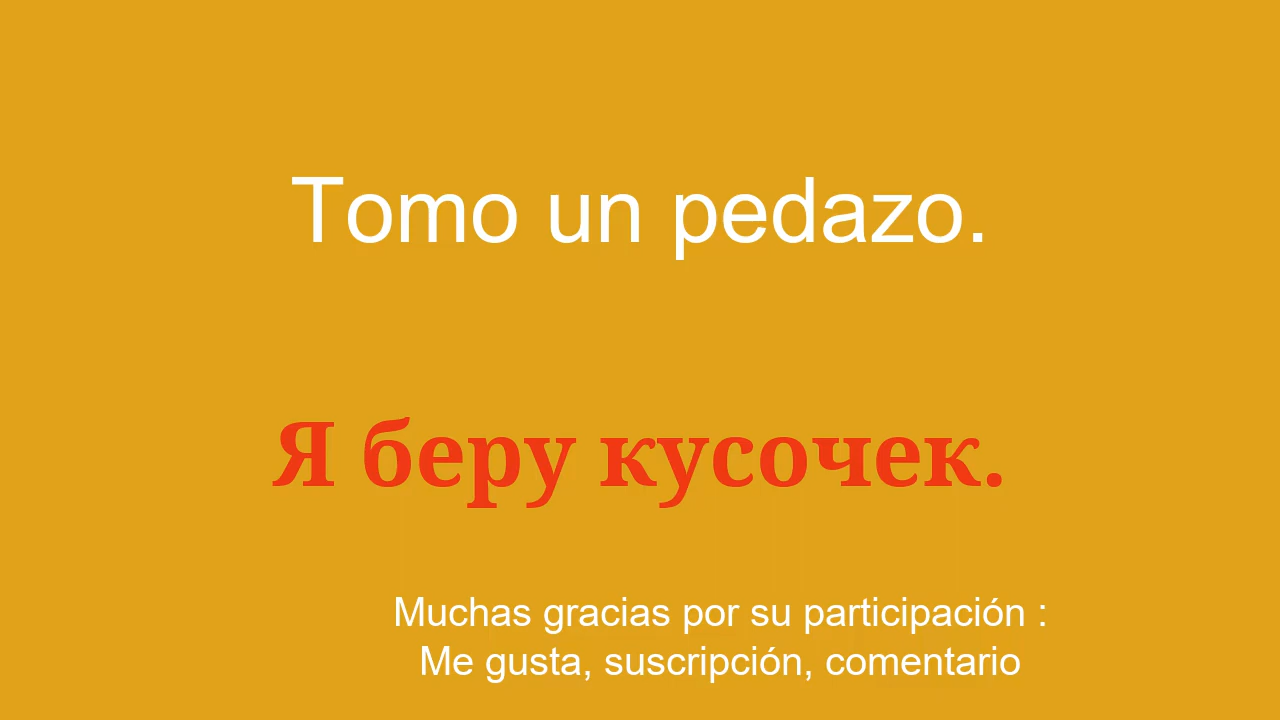 Tomo un pedazo.
Я беру кусочек.
Muchas gracias por su participación :
Me gusta, suscripción, comentario